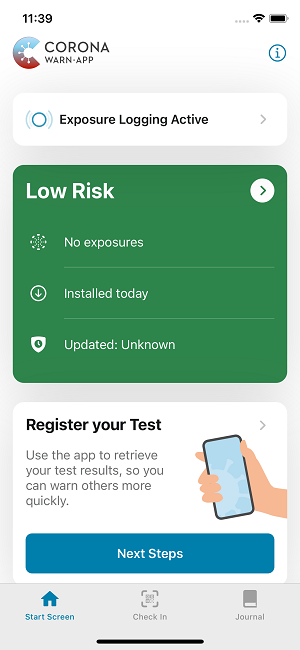 11:39
CORONA
WARN-APP
Exposure Logging Active
Low Risk
No exposures
Installed today
Updated: Unknown
Register your Test
Use the app to retrieve
your test results, so you
can warn others more
quickly.
Next Steps
Start Screen
Check In
Journal